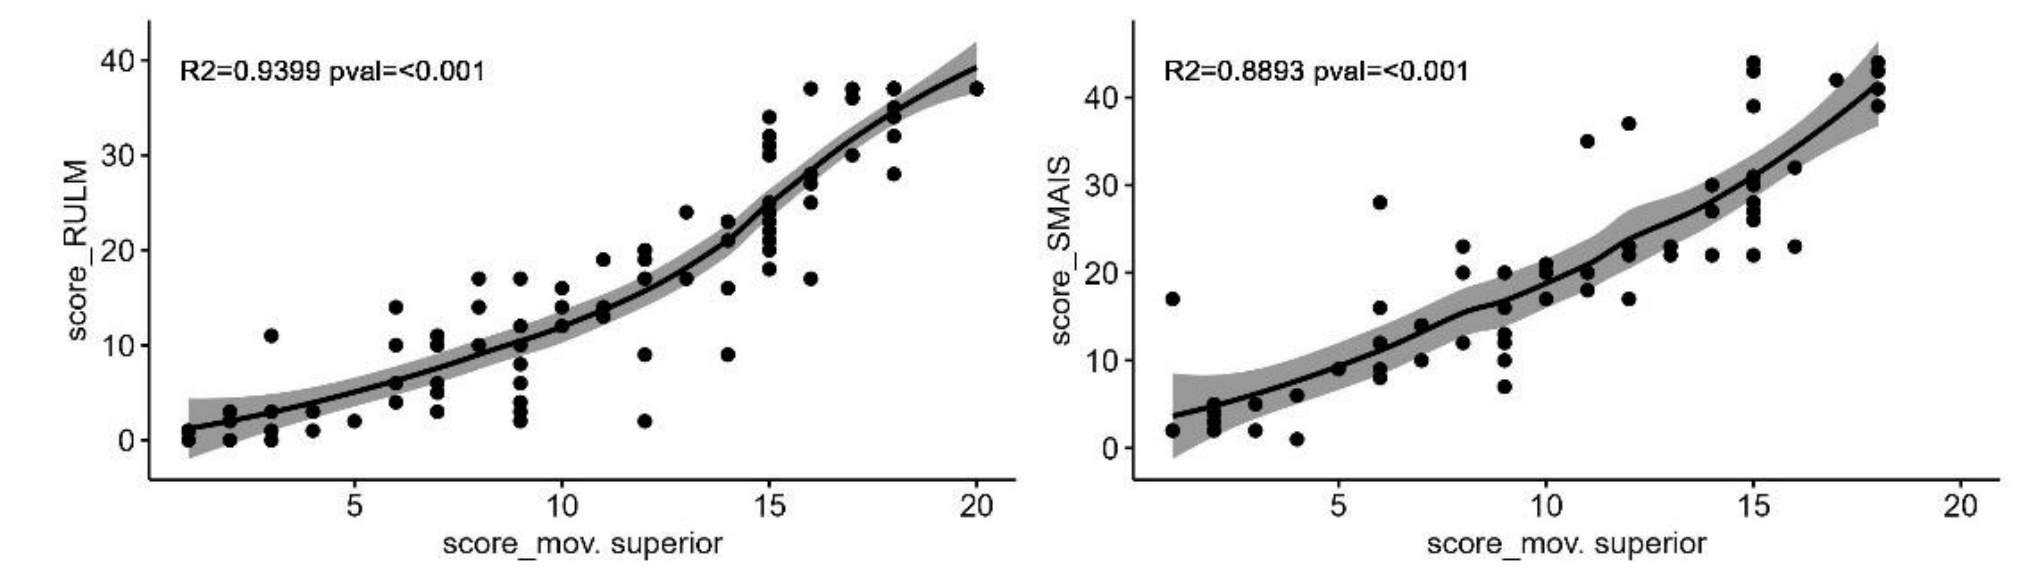 R2=0.9399 pval=<0.001
score_RULM
40
30
20
10
0
5 10 15 20
score_mov. superior
R2=0.8893 pval=<0.001
score_SMAIS
40
30
20
10
0
5 10 15 20
score_mov. superior